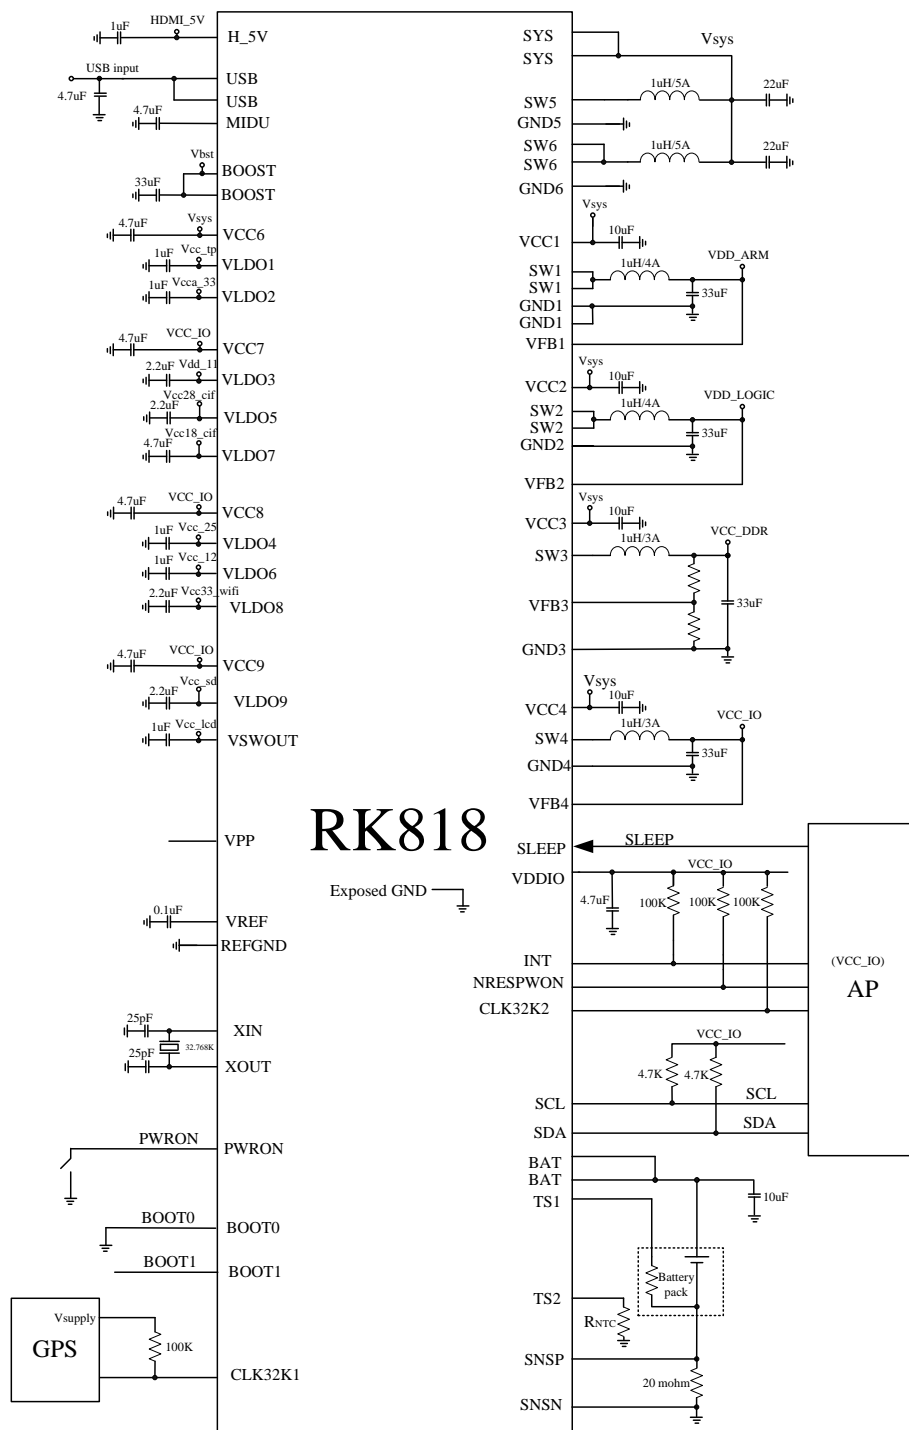 HDMI_5V
1uF
H_5V
USB input
USB
4.7uF
USB
4.7uF
MIDU
Vbst
BOOST
33uF
BOOST
Vsys
4.7uF
VCC6
Vcc_tp
1uF
VLDO1
Vcca_33
1uF
VLDO2
VCC_IO
4.7uF
VCC7
Vdd_11
2.2uF
VLDO3
Vcc28_cif
2.2uF
VLDO5
Vcc18_cif
4.7uF
VLDO7
VCC_IO
4.7uF
VCC8
Vcc_25
1uF
VLDO4
Vcc_12
1uF
VLDO6
Vcc33_wifi
2.2uF
VLDO8
VCC_IO
4.7uF
VCC9
Vcc_sd
2.2uF
VLDO9
Vcc_lcd
1uF
VSWOUT
VPP
0.1uF
VREF
REFGND
25pF
XIN
32.768K
25pF
XOUT
PWRON
PWRON
BOOT0
BOOT0
BOOT1
BOOT1
Vsupply
GPS
100K
CLK32K1
RK818
Exposed GND
SYS
Vsys
SYS
1uH/5A
22uF
SW5
GND5
SW6
1uH/5A
22uF
SW6
GND6
Vsys
10uF
VCC1
VDD_ARM
1uH/4A
SW1
SW1
33uF
GND1
GND1
VFB1
Vsys
10uF
VCC2
VDD_LOGIC
1uH/4A
SW2
SW2
33uF
GND2
VFB2
Vsys
10uF
VCC3
VCC_DDR
1uH/3A
SW3
VFB3
33uF
GND3
Vsys
10uF
VCC4
VCC_IO
1uH/3A
SW4
33uF
GND4
VFB4
SLEEP
SLEEP
VCC_IO
VDDIO
4.7uF
100K
100K
100K
INT
(VCC_IO)
AP
NRESPWON
CLK32K2
VCC_IO
4.7K
4.7K
SCL
SCL
SDA
SDA
BAT
BAT
10uF
TS1
Battery
pack
TS2
RNTC
SNSP
20 mohm
SNSN